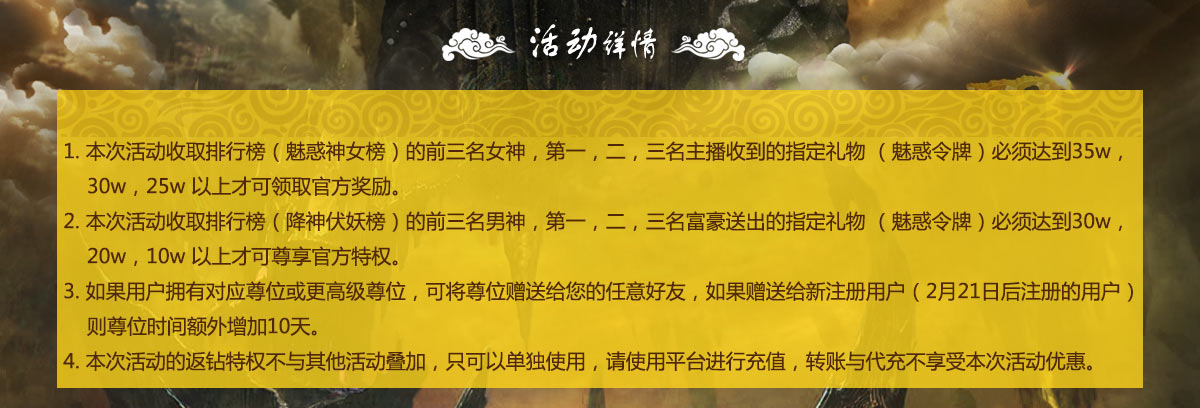 活动详情
1. 本次活动收取排行榜（魅惑神女榜）的前三名女神，第一，二，三名主播收到的指定礼物 （魅惑令牌）必须达到35w，
30w，25w 以上才可领取官方奖励。
2. 本次活动收取排行榜（降神伏妖榜）的前三名男神，第一，二，三名富豪送出的指定礼物 （魅惑令牌）必须达到30w，
20w，10w 以上才可尊享官方特权。
3. 如果用户拥有对应尊位或更高级尊位，可将尊位赠送给您的任意好友，如果赠送给新注册用户（2月21日后注册的用户）
则尊位时间额外增加10天。
4. 本次活动的返钻特权不与其他活动叠加，只可以单独使用，请使用平台进行充值，转账与代充不享受本次活动优惠。